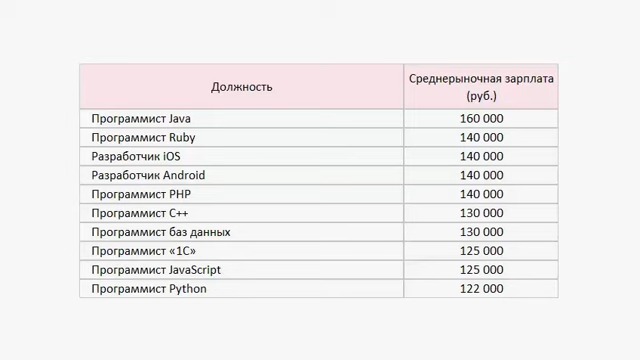 Должность
Среднерыночная зарплата
(руб.)
Программист Java 160 000
Программист Ruby 140 000
Разработчик iOS 140 000
Разработчик Android 140 000
Программист PHP 140 000
Программист C++ 130 000
Программист баз данных 130 000
Программист «1С» 125 000
Программист JavaScript 125 000
Программист Python 122 000